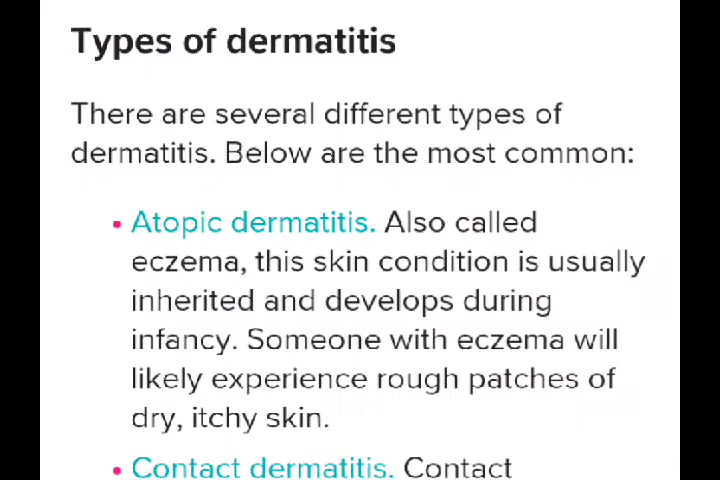 Types of dermatitis
There are several different types of
dermatitis. Below are the most common:
• Atopic dermatitis. Also called
eczema, this skin condition is usually
inherited and develops during
infancy. Someone with eczema will
likely experience rough patches of
dry, itchy skin.
• Contact dermatitis. Contact